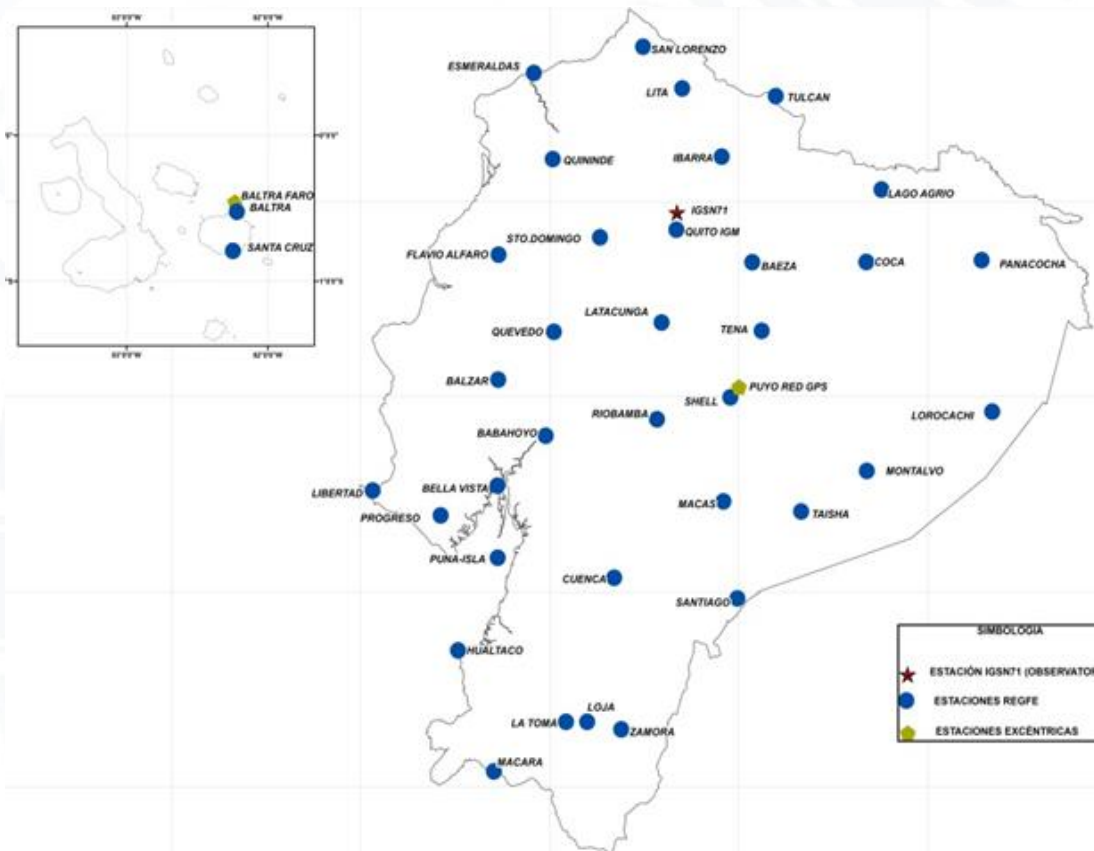 SAN LORENZO
ESMERALDAS
LITA
TULCAN
QUININDE
IBARRA
LAGO AGRIO
BALTRA FARO
BALTRA
SANTA CRUZ
IGSN71
QUITO IGM
STO.DOMINGO
FLAVIO ALFARO
BAEZA
COCA
PANACOCHA
LATACUNGA
QUEVEDO
TENA
BALZAR
PUYO RED GPS
SHELL
RIOBAMBA
LOROCACHI
BABAHOYO
MONTALVO
LIBERTAD
BELLA VISTA
MACAS
TAISHA
PROGRESO
PUNA-ISLA
CUENCA
SANTIAGO
HUALTACO
LOJA
LA TOMA
ZAMORA
MACARA
SIMBOLOGIA
ESTACIÓN IGSN71 (OBSERVATOR
ESTACIONES REGFE
ESTACIONES EXCÉNTRICAS